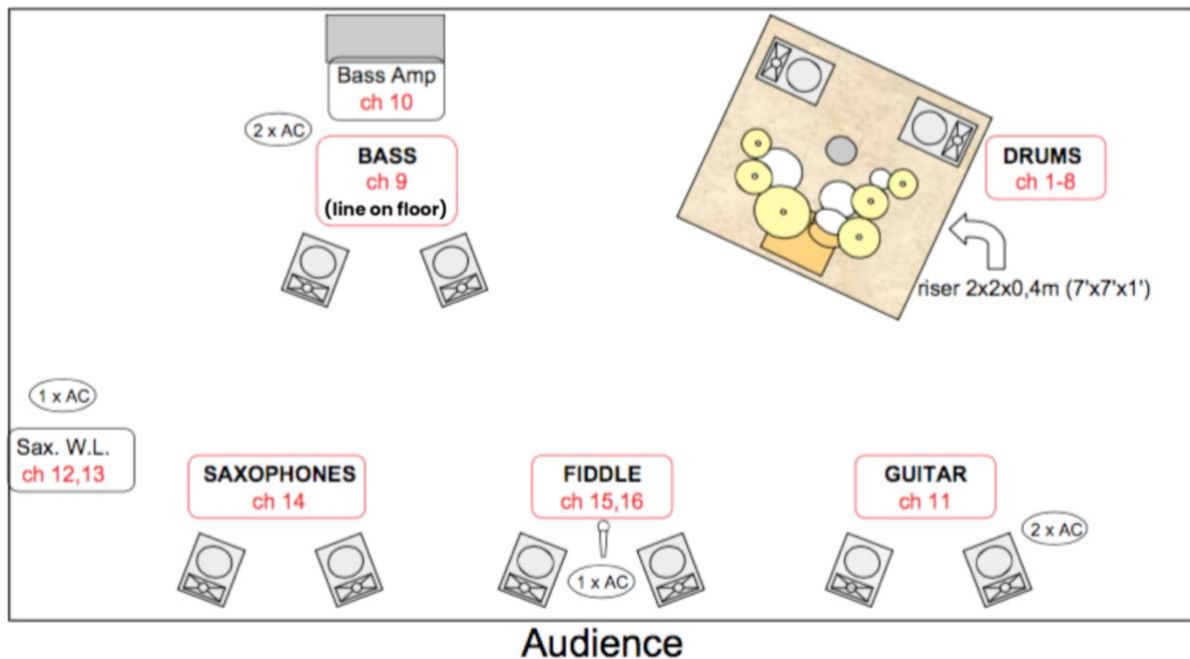 Bass Amp
ch 10
2 x AC
BASS
ch 9
(line on floor)
DRUMS
ch 1-8
riser 2x2x0,4m (7'x7'x1')
1 x AC
Sax. W.L.
ch 12,13
SAXOPHONES
ch 14
FIDDLE
ch 15,16
1 x AC
GUITAR
ch 11
2 x AC
Audience